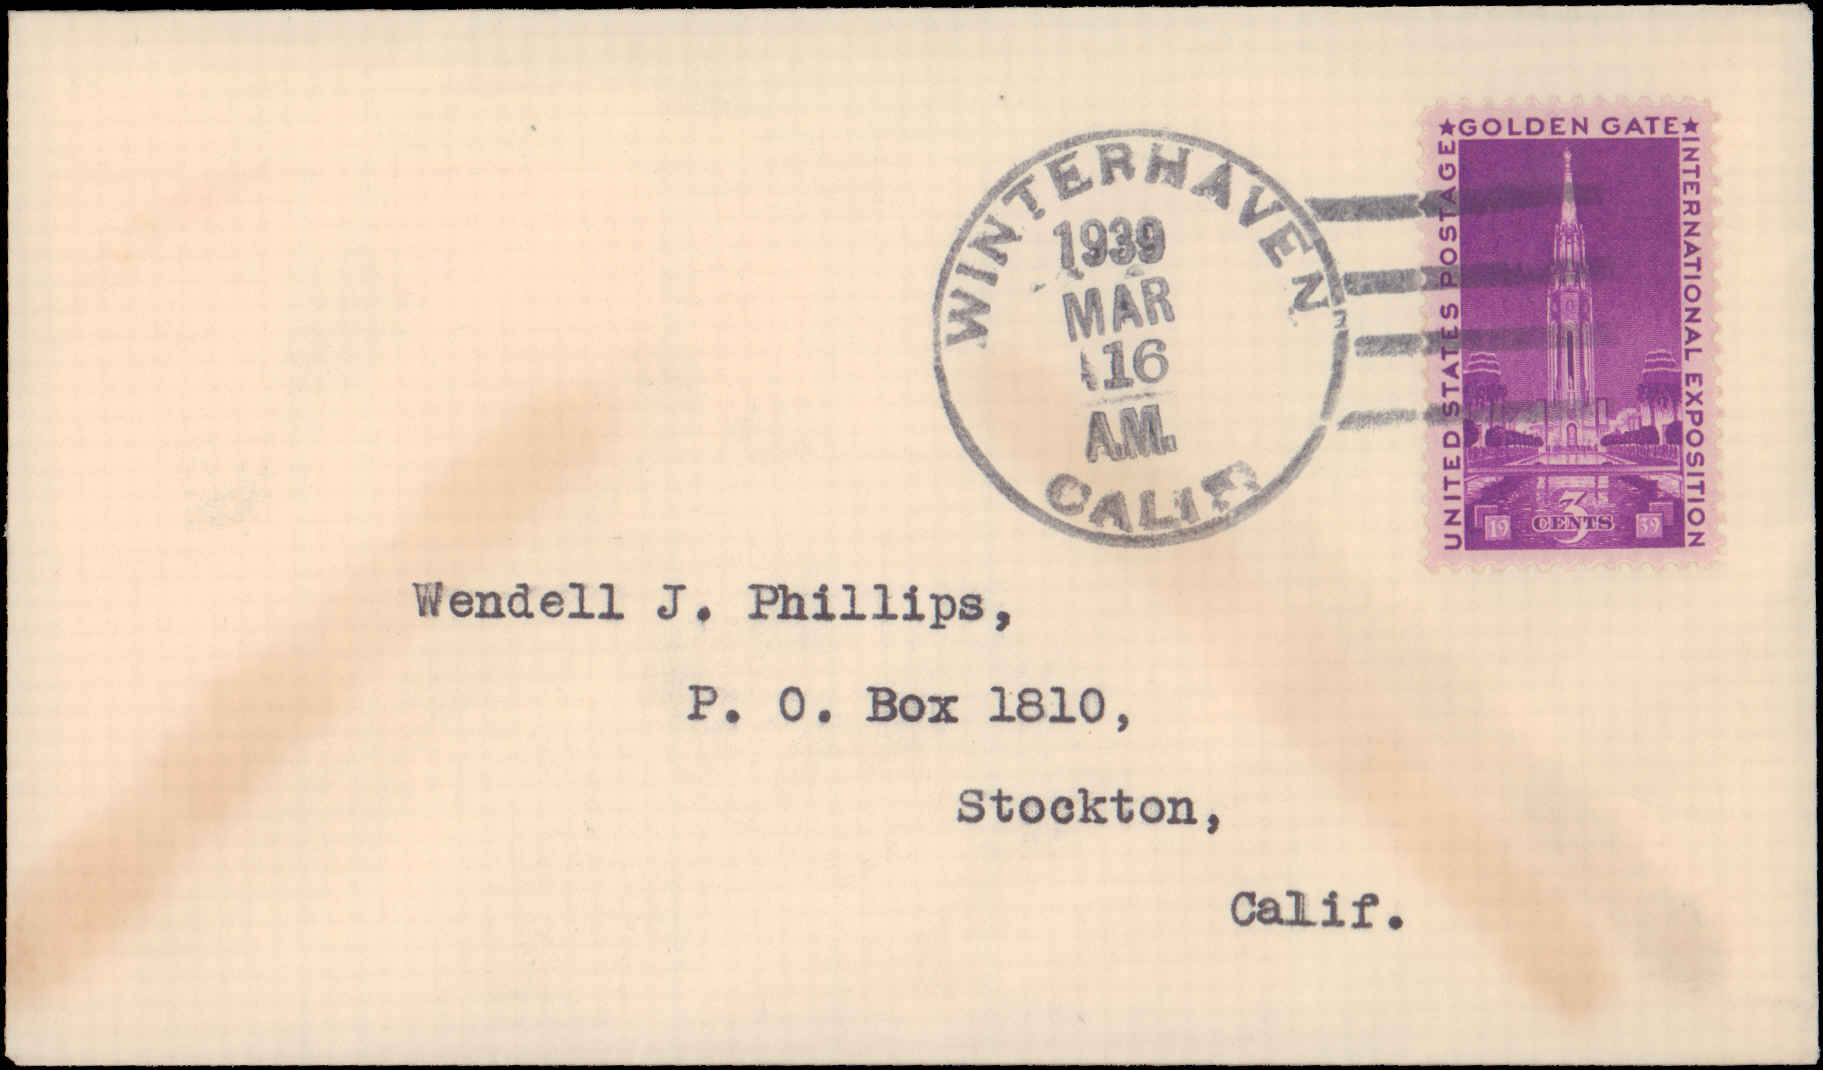 WINTERHAVEN
1939
MAR
16
A.M.
CALIF
★GOLDEN GATE★
UNITED STATES POSTAGE
INTERNATIONAL EXPOSITION
3
CENTS
19 39
Wendell J. Phillips,
P. O. Box 1810,
Stockton,
Calif.